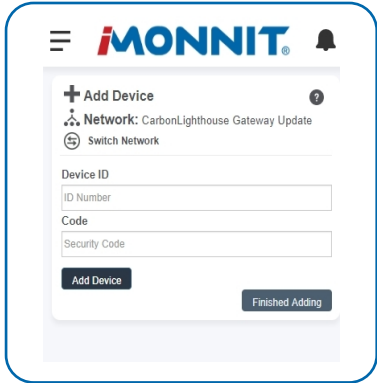 iMONNIT®
Add Device
?
Network: CarbonLighthouse Gateway Update
Switch Network
Device ID
ID Number
Code
Security Code
Add Device
Finished Adding